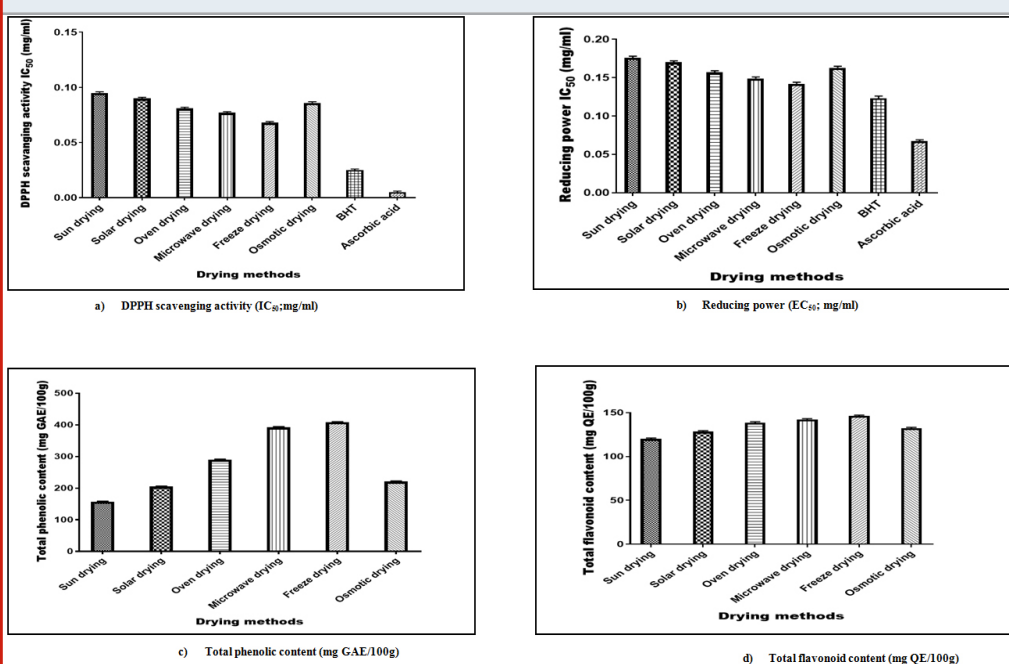 DPPH scavanging activity IC50 (mg/ml)
0.15
0.10
0.05
0.00
Sun drying
Solar drying
Oven drying
Microwave drying
Freeze drying
Osmotic drying
BHT
Ascorbic acid
Drying methods
a) DPPH scavenging activity (IC50;mg/ml)
Reducing power IC50 (mg/ml)
0.20
0.15
0.10
0.05
0.00
Sun drying
Solar drying
Oven drying
Microwave drying
Freeze drying
Osmotic drying
BHT
Ascorbic acid
Drying methods
b) Reducing power (EC50; mg/ml)
Total phenolic content (mg GAE/100g)
500
400
300
200
100
0
Sun drying
Solar drying
Oven drying
Microwave drying
Freeze drying
Osmotic drying
Drying methods
c) Total phenolic content (mg GAE/100g)
Total flavonoid content (mg QE/100g)
150
100
50
0
Sun drying
Solar drying
Oven drying
Microwave drying
Freeze drying
Osmotic drying
Drying methods
d) Total flavonoid content (mg QE/100g)